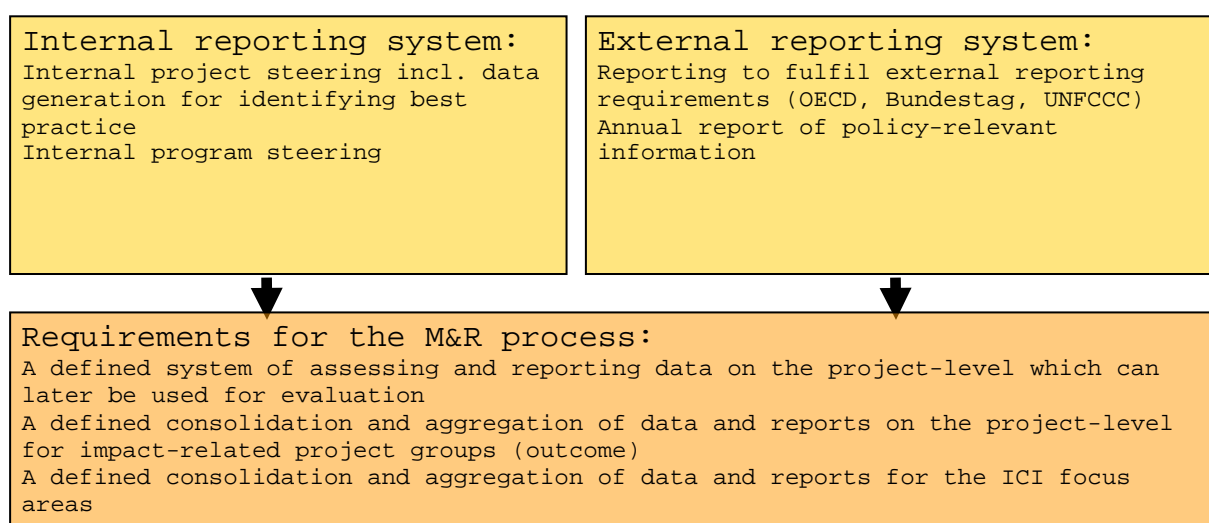 Internal reporting system:
Internal project steering incl. data
generation for identifying best
practice
Internal program steering
External reporting system:
Reporting to fulfil external reporting
requirements (OECD, Bundestag, UNFCCC)
Annual report of policy-relevant
information
Requirements for the M&R process:
A defined system of assessing and reporting data on the project-level which can
later be used for evaluation
A defined consolidation and aggregation of data and reports on the project-level
for impact-related project groups (outcome)
A defined consolidation and aggregation of data and reports for the ICI focus
areas